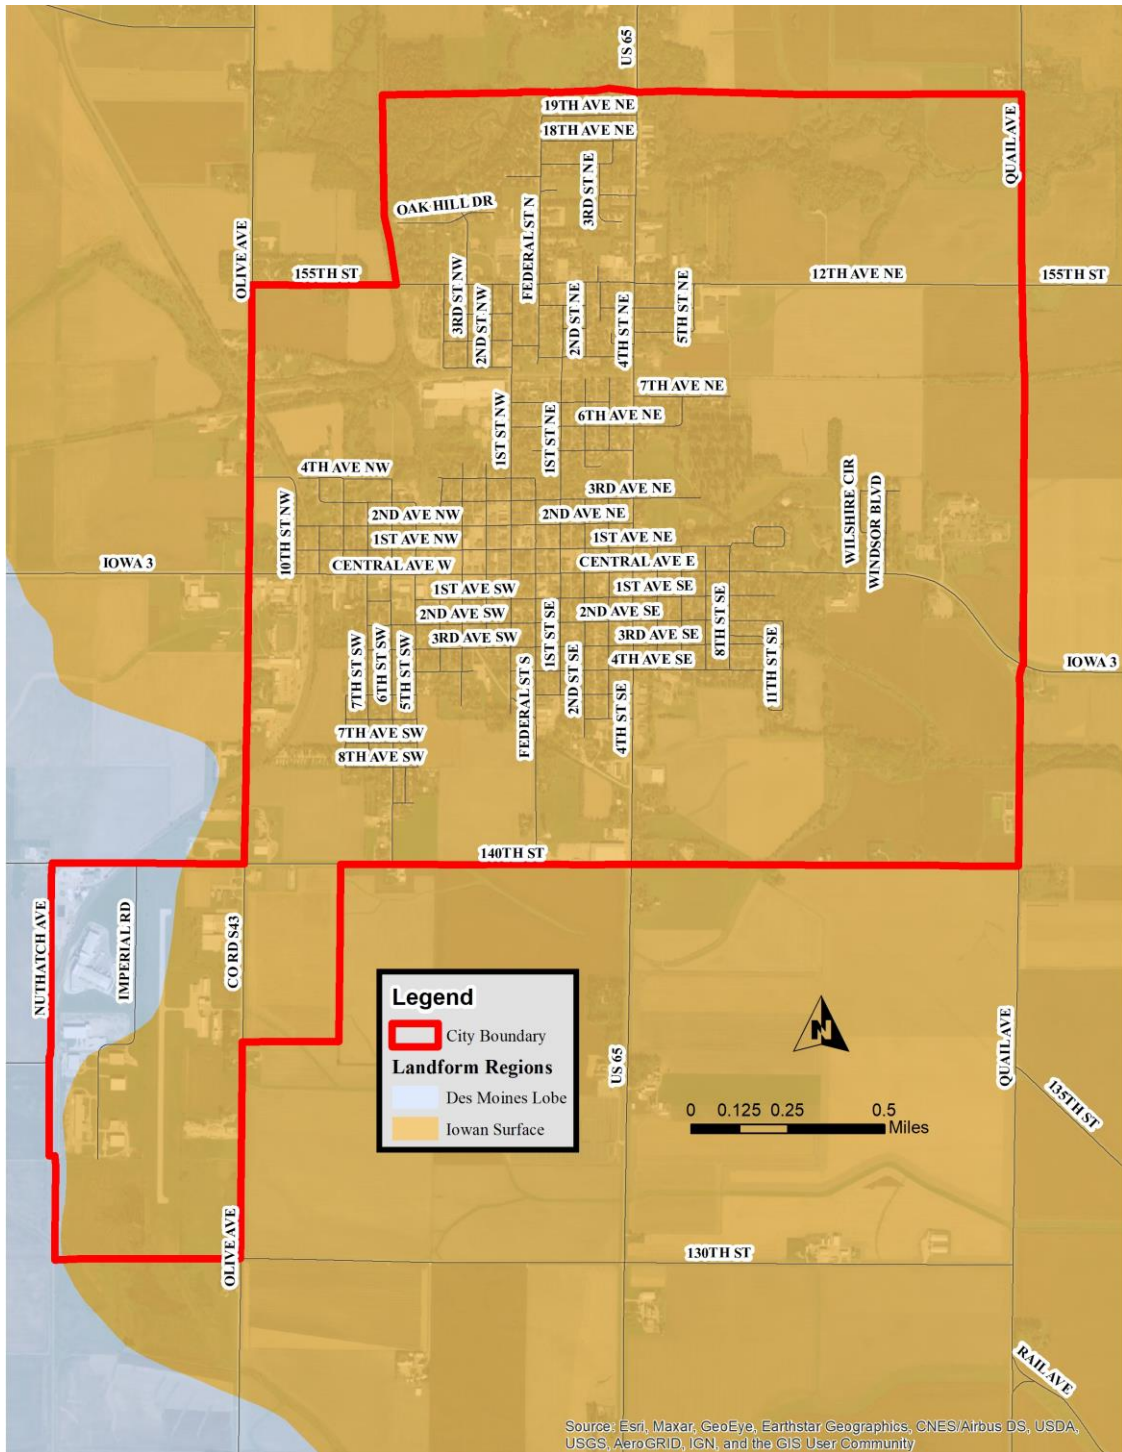 US 65
19TH AVE NE
18TH AVE NE
QUAIL AVE
3RD ST NE
OAK HILL DR
FEDERAL ST N
OLIVE AVE
155TH ST
12TH AVE NE
155TH ST
3RD ST NW
2ND ST NW
2ND ST NE
4TH ST NE
5TH ST NE
7TH AVE NE
6TH AVE NE
1ST ST NW
1ST ST NE
4TH AVE NW
3RD AVE NE
10TH ST NW
2ND AVE NW
2ND AVE NE
WILSHIRE CIR
WINDSOR BLVD
1ST AVE NW
1ST AVE NE
IOWA 3
CENTRAL AVE W
CENTRAL AVE E
1ST AVE SW
1ST AVE SE
2ND AVE SW
2ND AVE SE
8TH ST SE
3RD AVE SW
1ST ST SE
3RD AVE SE
7TH ST SW
6TH ST SW
5TH ST SW
4TH AVE SE
11TH ST SE
IOWA 3
FEDERAL ST S
2ND ST SE
4TH ST SE
7TH AVE SW
8TH AVE SW
140TH ST
NUTHATCH AVE
IMPERIAL RD
CO RD S43
Legend
City Boundary
Landform Regions
Des Moines Lobe
Iowan Surface
N
US 65
QUAIL AVE
135TH ST
0 0.125 0.25 0.5
Miles
OLIVE AVE
130TH ST
RAIL AVE
Source: Esri, Maxar, GeoEye, Earthstar Geographics, CNES/Airbus DS, USDA,
USGS, AeroGRID, IGN, and the GIS User Community